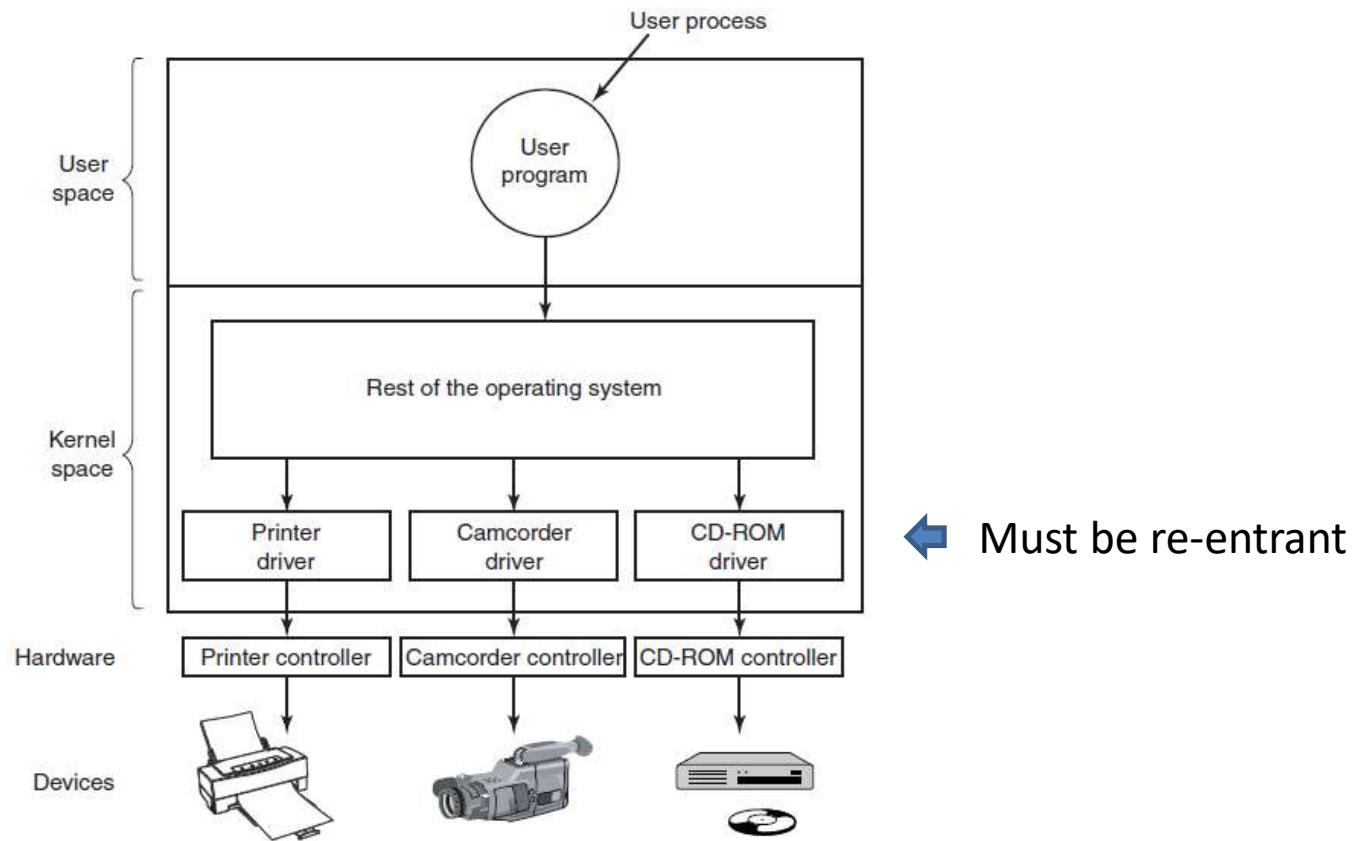 User process
User
program
User
space
Rest of the operating system
Kernel
space
Printer
driver
Camcorder
driver
CD-ROM
driver
Must be re-entrant
Hardware
Printer controller
Camcorder controller
CD-ROM controller
Devices